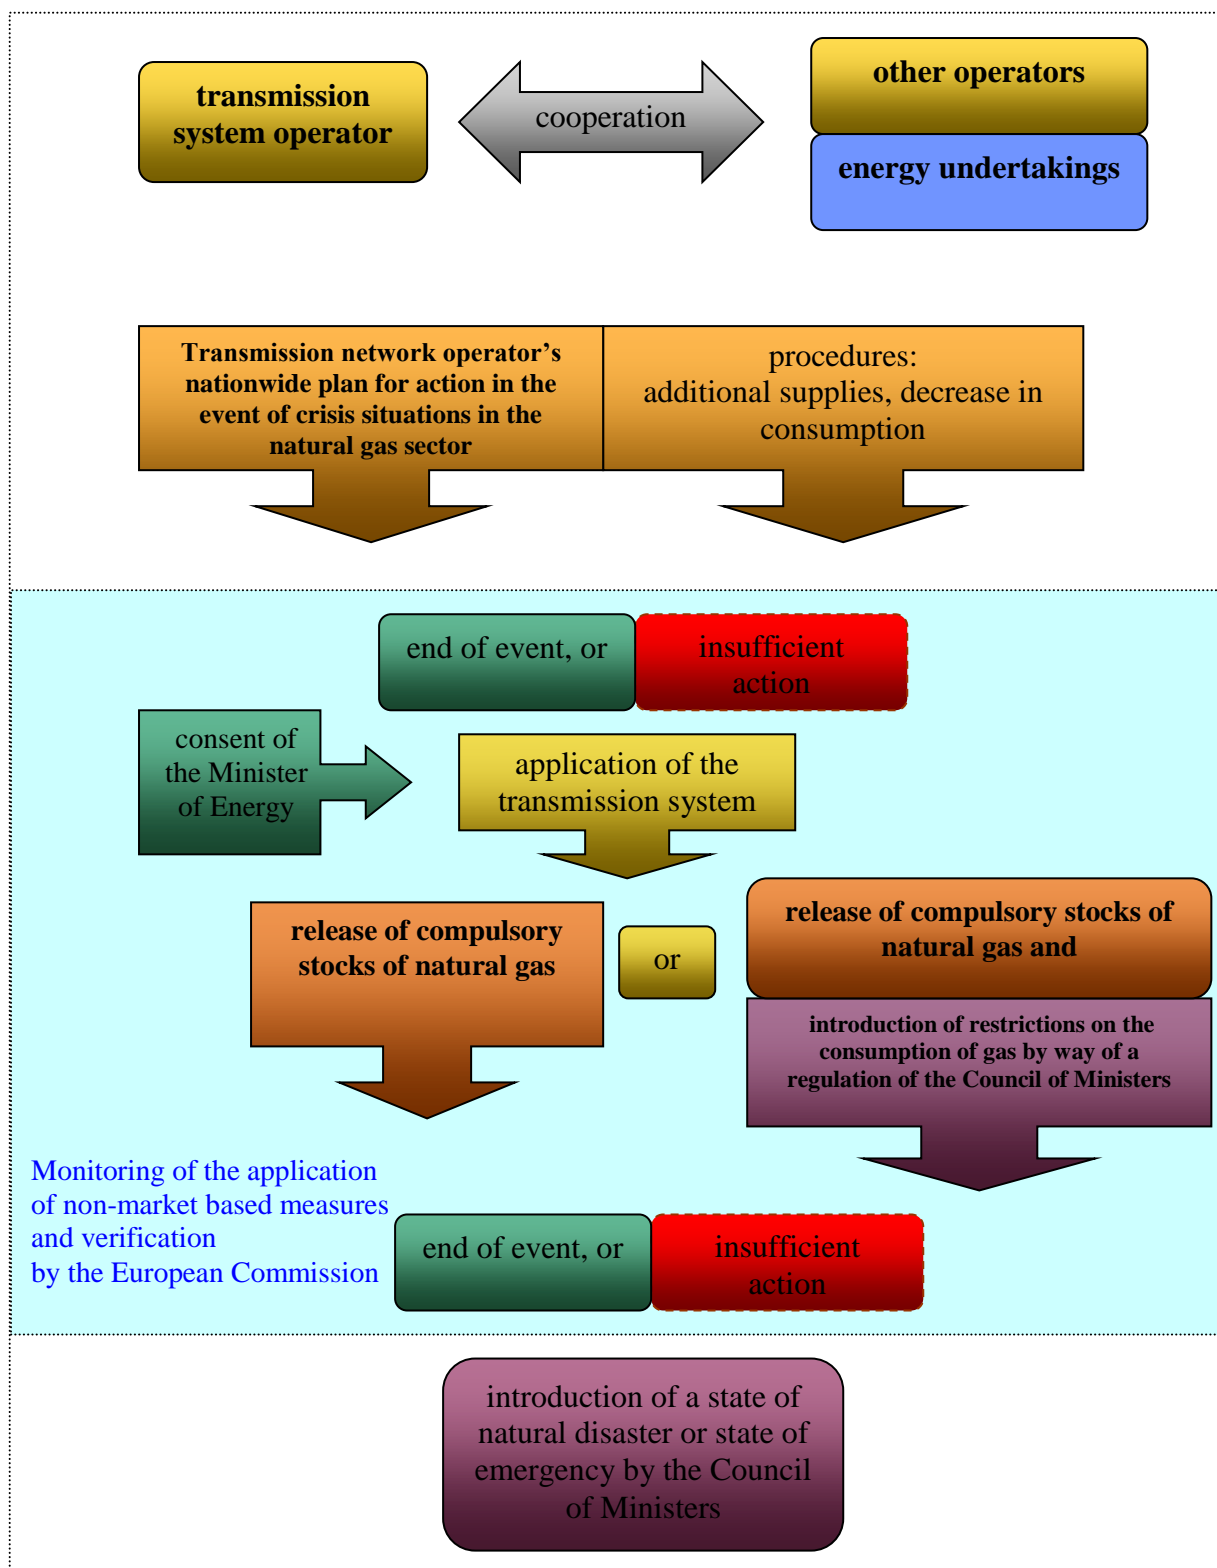 transmission
system operator
cooperation
other operators
energy undertakings
Transmission network operator’s
nationwide plan for action in the
event of crisis situations in the
natural gas sector
procedures:
additional supplies, decrease in
consumption
end of event, or
insufficient
action
consent of
the Minister
of Energy
application of the
transmission system
release of compulsory
stocks of natural gas
or
release of compulsory stocks of
natural gas and
introduction of restrictions on the
consumption of gas by way of a
regulation of the Council of Ministers
Monitoring of the application
of non-market based measures
and verification
by the European Commission
end of event, or
insufficient
action
introduction of a state of
natural disaster or state of
emergency by the Council
of Ministers